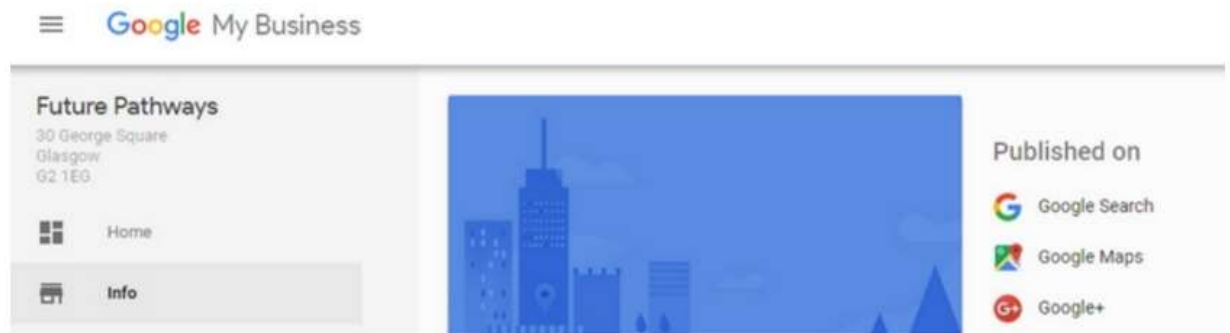 Google My Business
Future Pathways
30 George Square
Glasgow
G2 1EG
Home
Info
Published on
Google Search
Google Maps
Google+